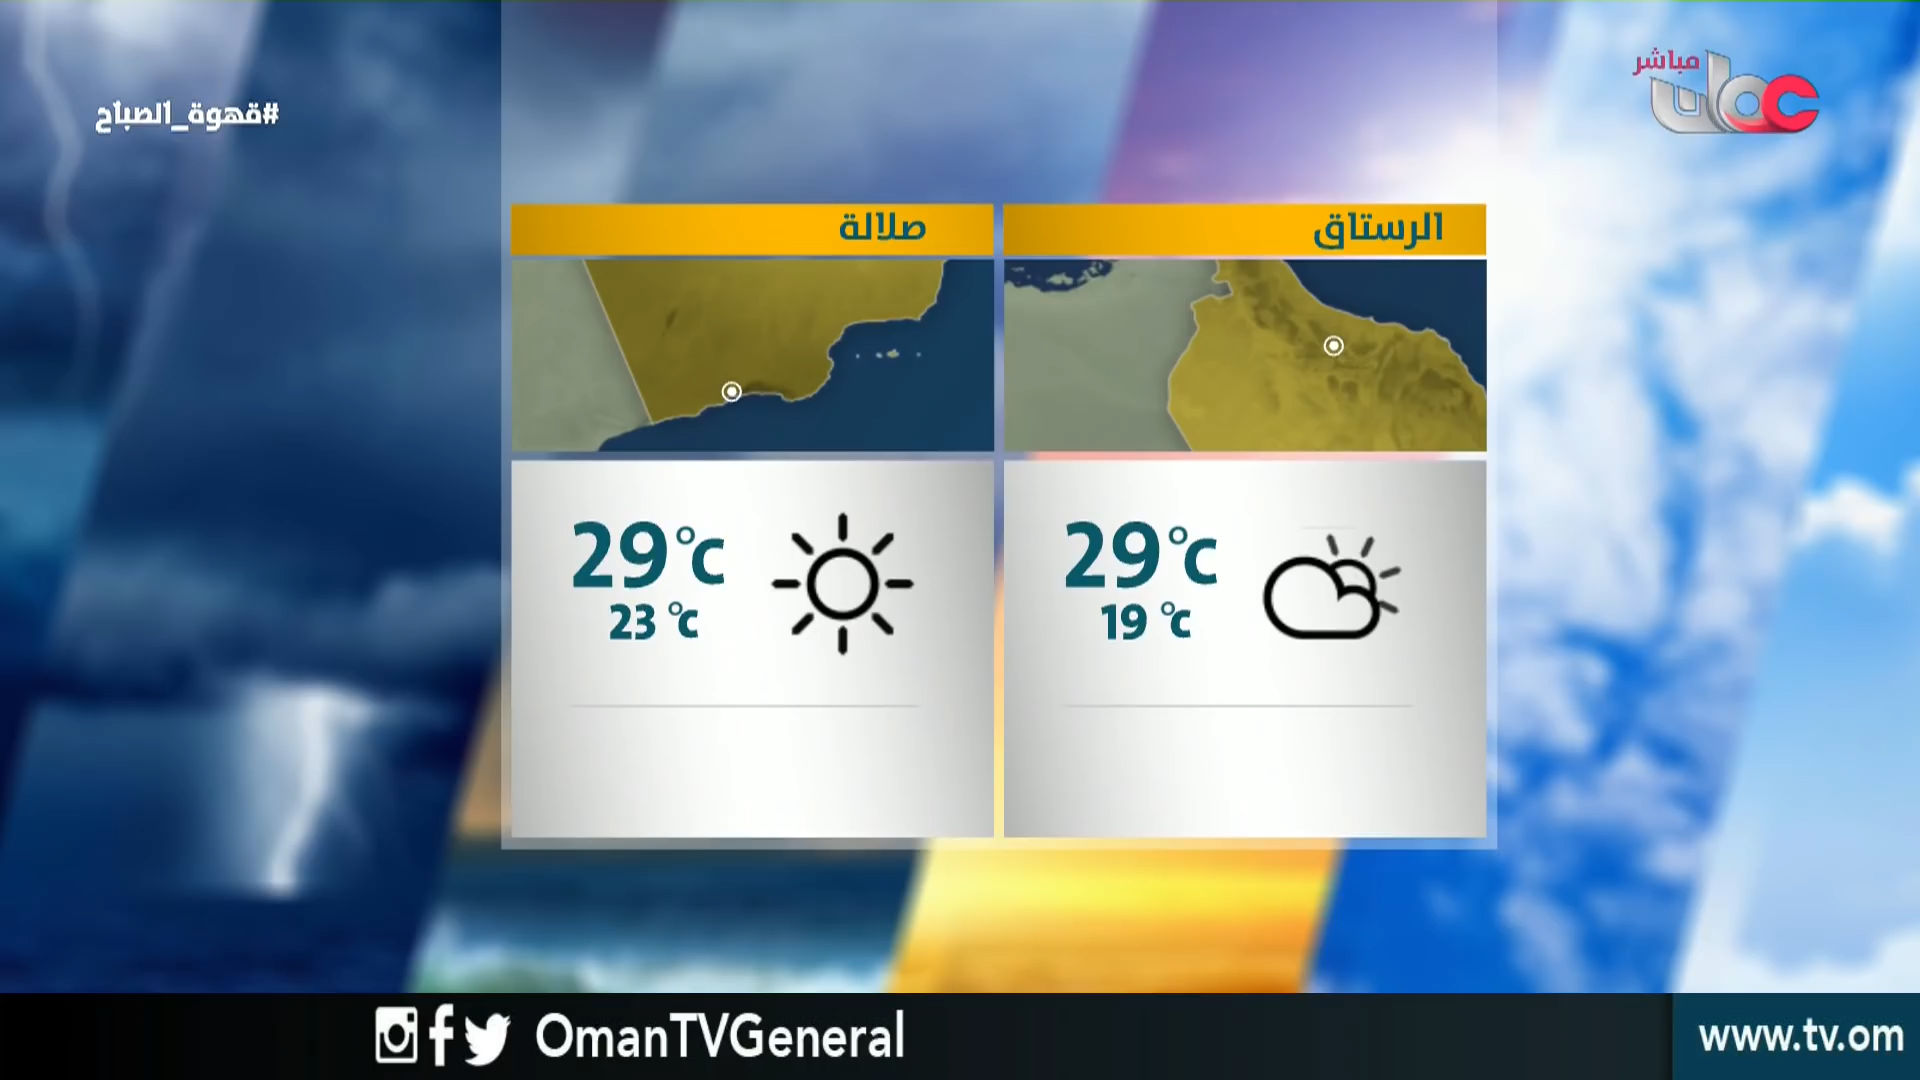 مباشر
عمان
#قهوة_الصباح
الرستاق
صلالة
29°C
19 °C
29°C
23 °C
OmanTVGeneral
www.tv.om